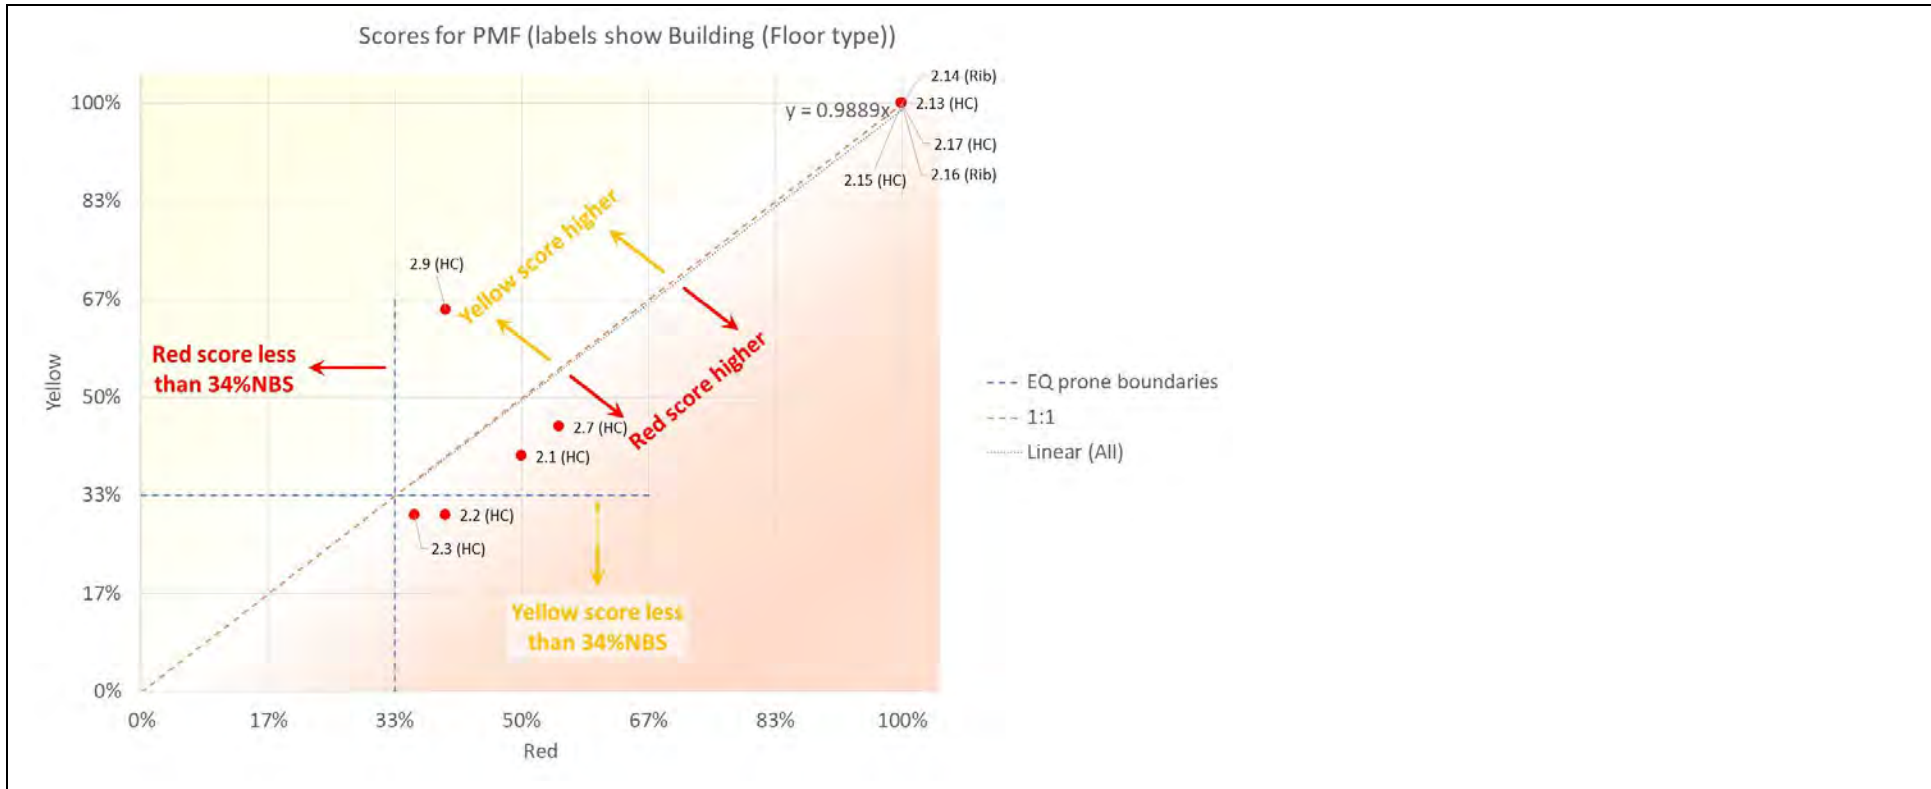 Scores for PMF (labels show Building (Floor type))
2.14 (Rib)
100%
y = 0.9889x
2.13 (HC)
2.17 (HC)
2.15 (HC)
2.16 (Rib)
83%
Yellow score higher
2.9 (HC)
67%
Red score less
than 34%NBS
Red score higher
Yellow
EQ prone boundaries
50%
1:1
2.7 (HC)
2.1 (HC)
Linear (All)
33%
2.2 (HC)
2.3 (HC)
17%
Yellow score less
than 34%NBS
0%
0%
17%
33%
50%
67%
83%
100%
Red